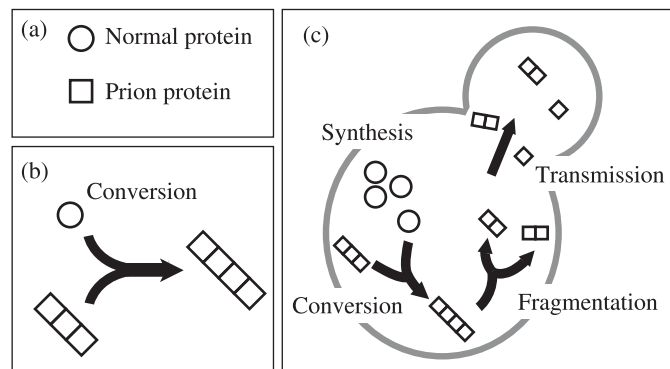 (a)
Normal protein
Prion protein
(b)
Conversion
(c)
Synthesis
Transmission
Conversion
Fragmentation